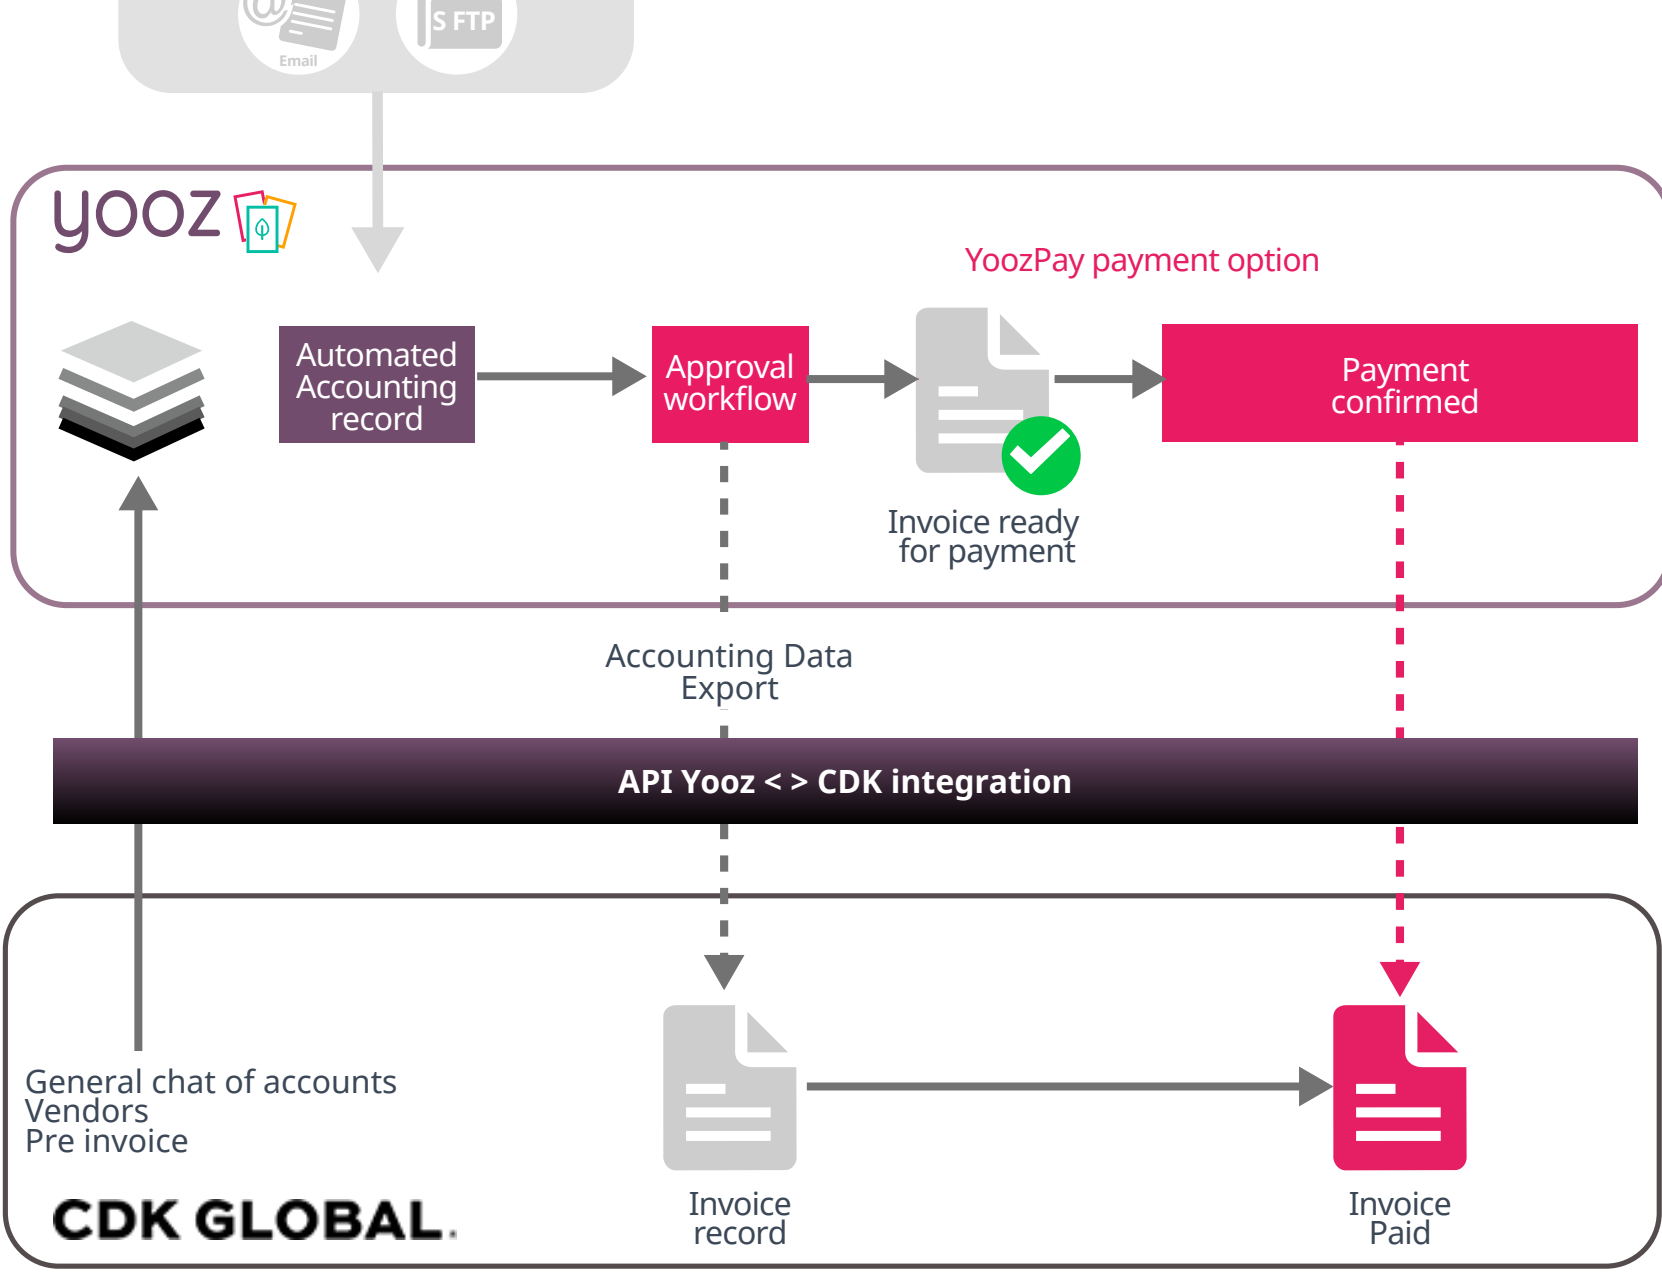 S FTP
Email
yooz
YoozPay payment option
Automated
Accounting
record
Approval
workflow
Payment
confirmed
Invoice ready
for payment
Accounting Data
Export
API Yooz < > CDK integration
General chat of accounts
Vendors
Pre invoice
CDK GLOBAL.
Invoice
record
Invoice
Paid